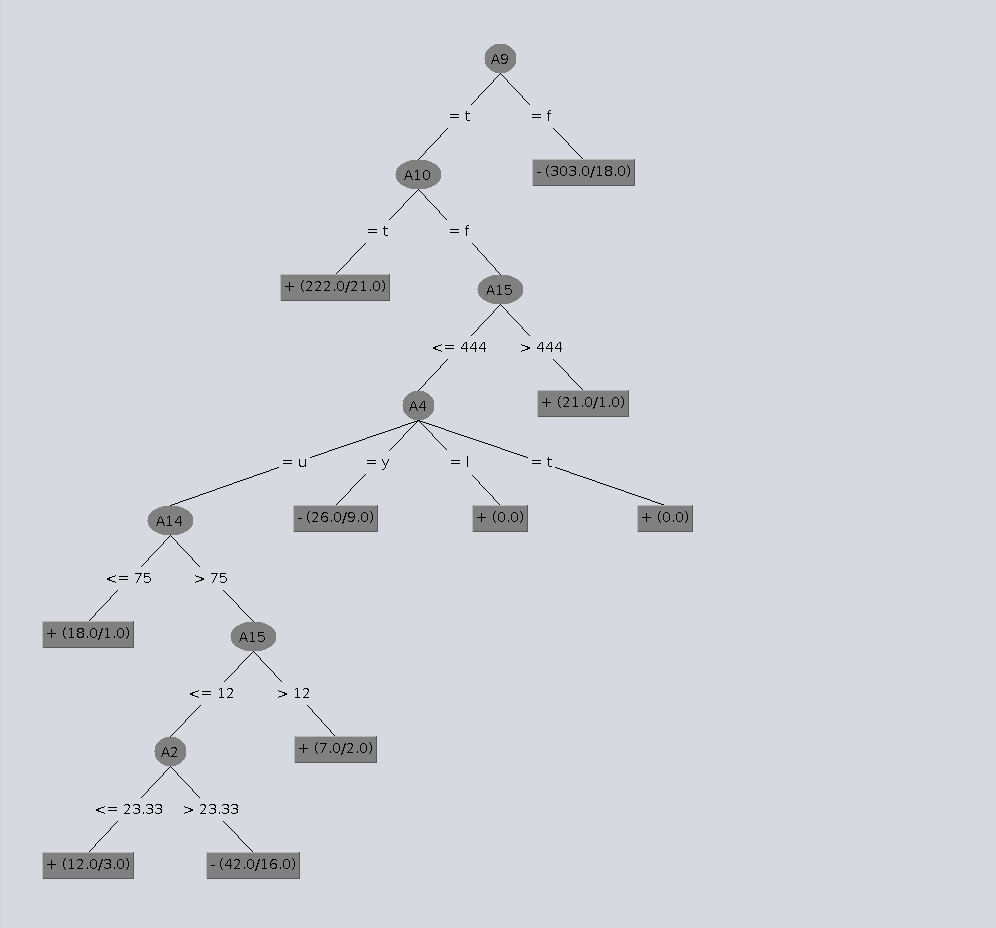 A9
= t
= f
A10
- (303.0/18.0)
= t
= f
+ (222.0/21.0)
A15
<= 444
> 444
A4
+ (21.0/1.0)
= u
= y
= l
= t
A14
- (26.0/9.0)
+ (0.0)
+ (0.0)
<= 75
> 75
+ (18.0/1.0)
A15
<= 12
> 12
A2
+ (7.0/2.0)
<= 23.33
> 23.33
+ (12.0/3.0)
- (42.0/16.0)